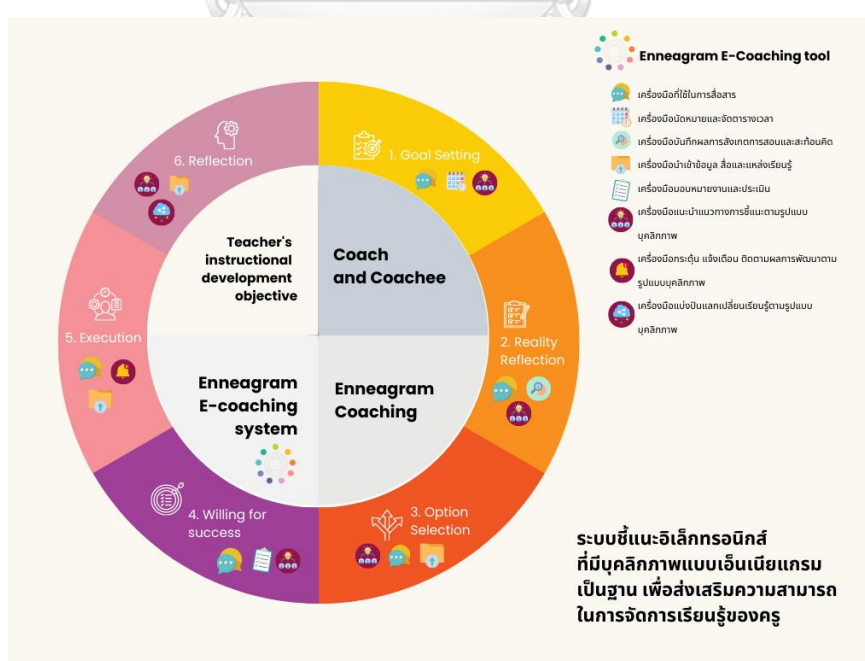 Enneagram E-Coaching tool
เครื่องมือที่ใช้ในการสื่อสาร
เครื่องมือนัดหมายและจัดตารางเวลา
เครื่องมือบันทึกผลการสังเกตการสอนและสะท้อนคิด
เครื่องมือนำเข้าข้อมูล สื่อและแหล่งเรียนรู้
เครื่องมือมอบหมายงานและประเมิน
เครื่องมือแนะนำแนวทางการชี้แนะตามรูปแบบ
บุคลิกภาพ
เครื่องมือกระตุ้น แจ้งเตือน ติดตามผลการพัฒนาตาม
รูปแบบบุคลิกภาพ
เครื่องมือแบ่งปันแลกเปลี่ยนเรียนรู้ตามรูปแบบ
บุคลิกภาพ
1. Goal Setting
2. Reality
Reflection
3. Option
Selection
4. Willing for
success
5. Execution
6. Reflection
Teacher's
instructional
development
objective
Coach
and Coachee
Enneagram
E-coaching
system
Enneagram
Coaching
ระบบชี้แนะอิเล็กทรอนิกส์
ที่มีบุคลิกภาพแบบเอ็นเนียแกรม
เป็นฐาน เพื่อส่งเสริมความสามารถ
ในการจัดการเรียนรู้ของครู